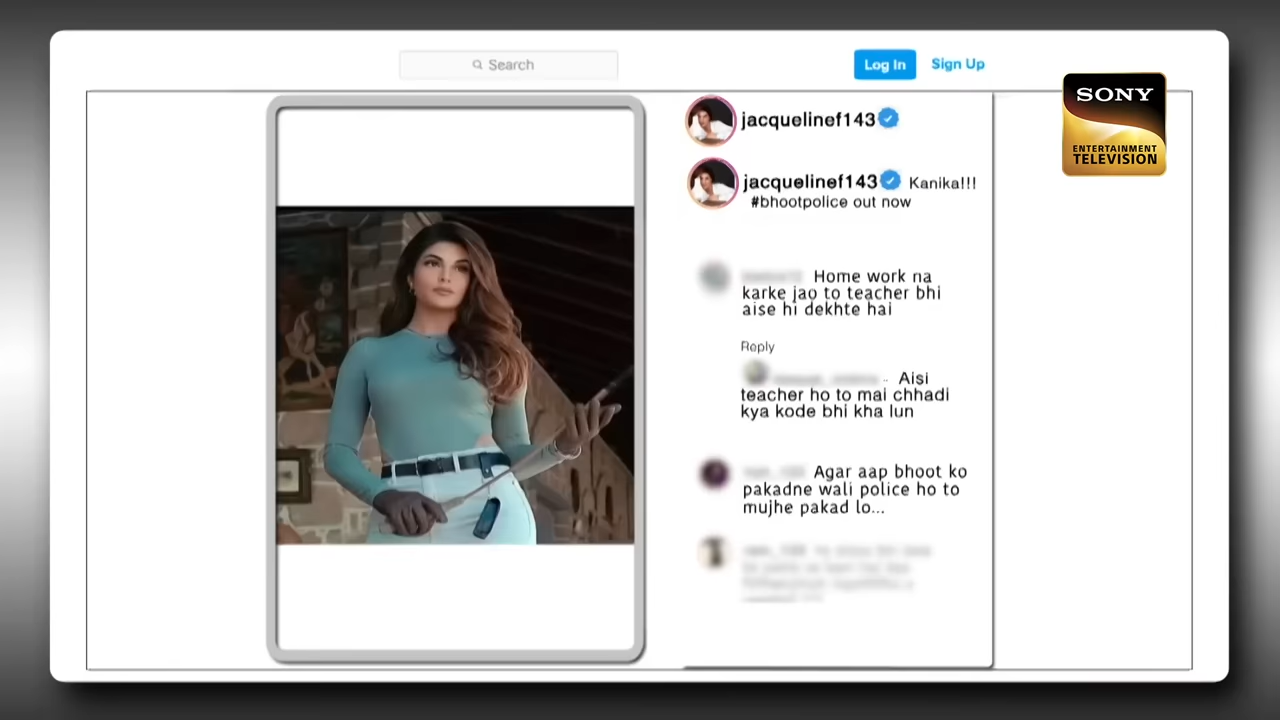 Search
Log In
Sign Up
SONY
ENTERTAINMENT
TELEVISION
jacquelinef143
jacquelinef143 Kanika!!!
#bhootpolice out now
Home work na
karke jao to teacher bhi
aise hi dekhte hai
Reply
Aisi
teacher ho to mai chhadi
kya kode bhi kha lun
Agar aap bhoot ko
pakadne wali police ho to
mujhe pakad lo...